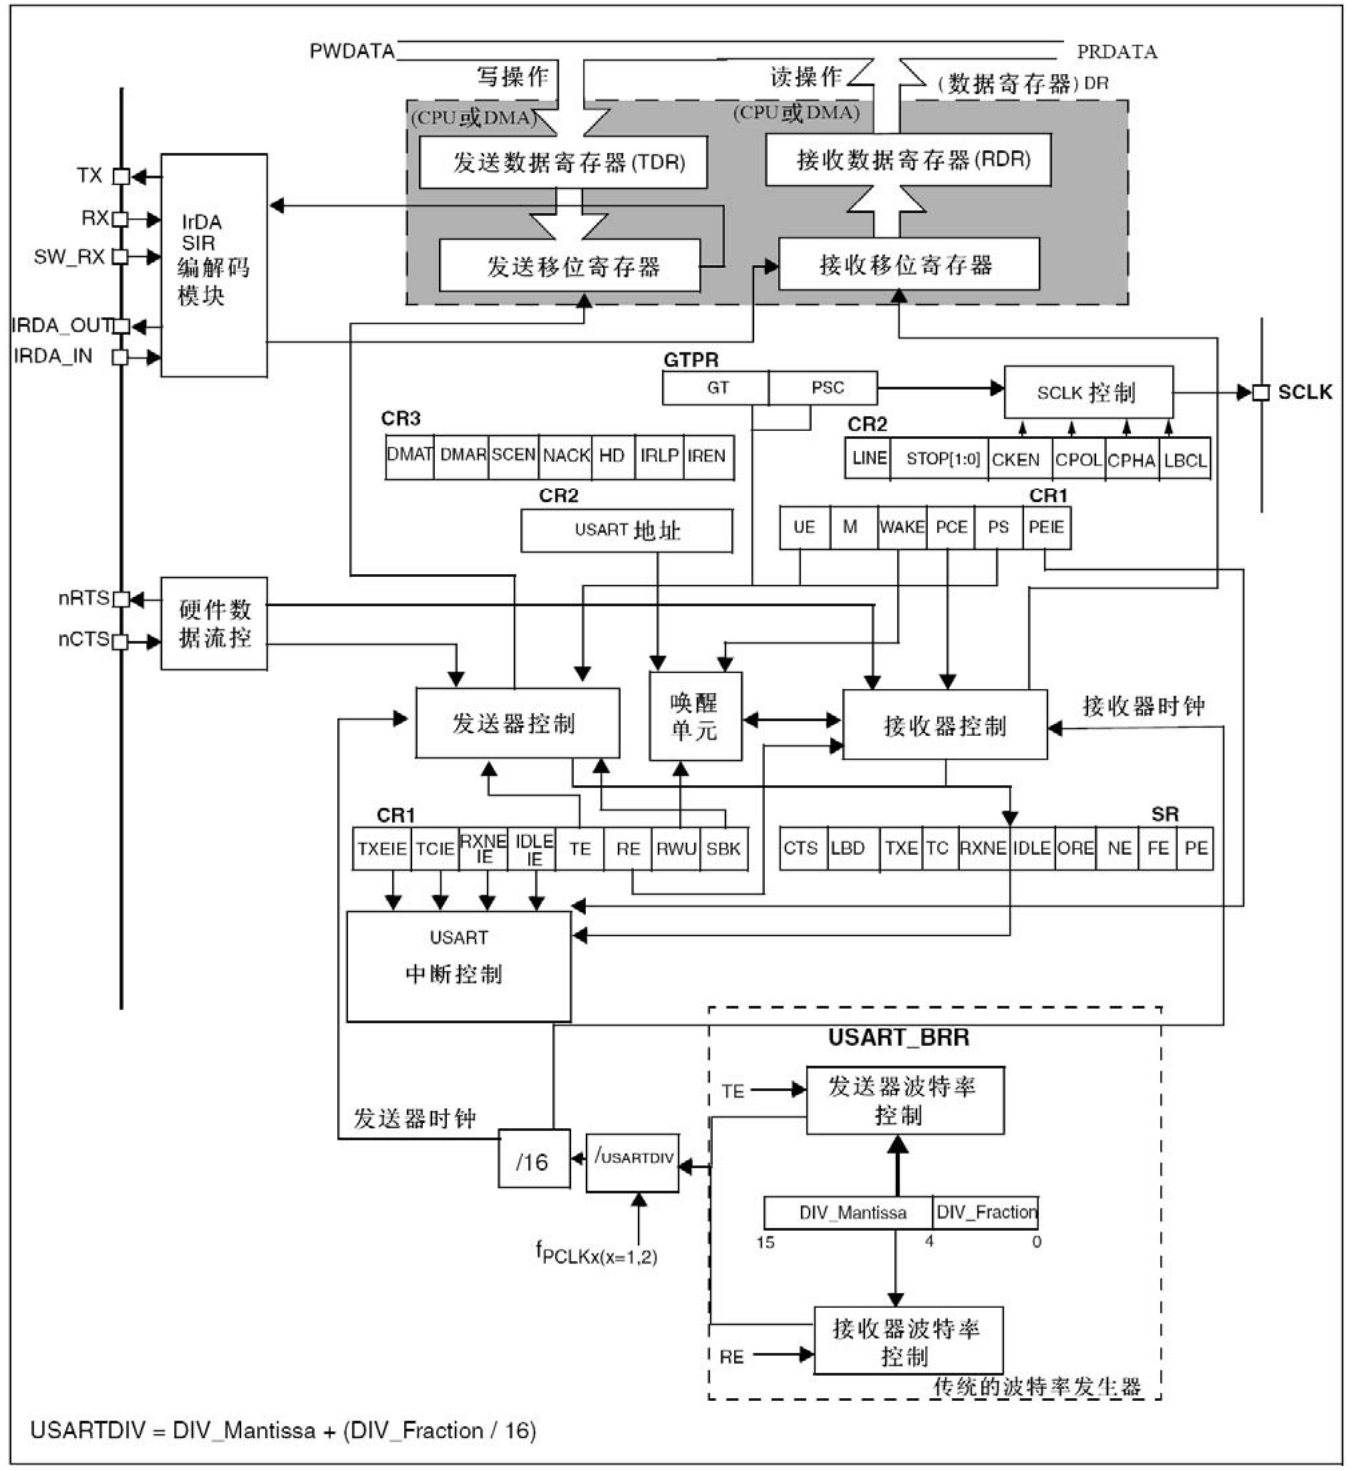 PWDATA
PRDATA
写操作
读操作
(数据寄存器)DR
(CPU或DMA)
(CPU或DMA)
发送数据寄存器(TDR)
接收数据寄存器(RDR)
TX
RX
SW_RX
IRDA_OUT
IRDA_IN
IrDA
SIR
编解码
模块
发送移位寄存器
接收移位寄存器
GTPR
GT
PSC
SCLK 控制
SCLK
CR3
DMAT
DMAR
SCEN
NACK
HD
IRLP
IREN
CR2
LINE
STOP[1:0]
CKEN
CPOL
CPHA
LBCL
CR2
USART 地址
CR1
UE
M
WAKE
PCE
PS
PEIE
nRTS
nCTS
硬件数
据流控
发送器控制
唤醒
单元
接收器控制
接收器时钟
CR1
TXEIE
TCIE
RXNE
IE
IDLE
IE
TE
RE
RWU
SBK
SR
CTS
LBD
TXE
TC
RXNE
IDLE
ORE
NE
FE
PE
USART
中断控制
USART_BRR
TE
发送器波特率
控制
发送器时钟
/16
/USARTDIV
fPCLKx(x=1,2)
DIV_Mantissa
DIV_Fraction
15
4
0
RE
接收器波特率
控制
传统的波特率发生器
USARTDIV = DIV_Mantissa + (DIV_Fraction / 16)